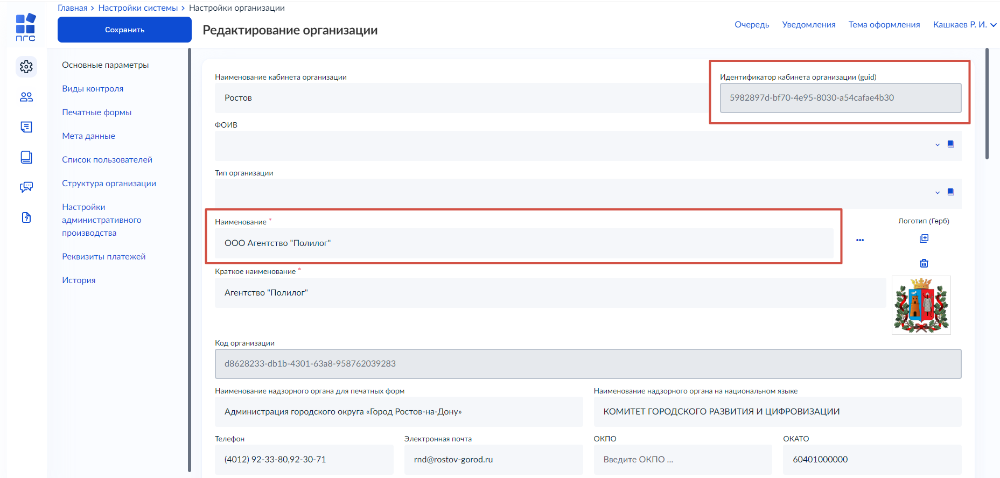 Главная > Настройки системы > Настройки организации
пгс
Сохранить
Редактирование организации
Очередь
Уведомления
Тема оформления
Кашкаев Р. И.
Основные параметры
Виды контроля
Печатные формы
Мета данные
Список пользователей
Структура организации
Настройки
административного
производства
Реквизиты платежей
История
Наименование кабинета организации
Ростов
Идентификатор кабинета организации (guid)
5982897d-bf70-4e95-8030-a54cafae4b30
ФОИВ
Тип организации
Наименование *
ООО Агентство "Полилог"
Логотип (Герб)
Краткое наименование *
Агентство "Полилог"
Код организации
d8628233-db1b-4301-63a8-958762039283
Наименование надзорного органа для печатных форм
Администрация городского округа «Город Ростов-на-Дону»
Наименование надзорного органа на национальном языке
КОМИТЕТ ГОРОДСКОГО РАЗВИТИЯ И ЦИФРОВИЗАЦИИ
Телефон
(4012) 92-33-80,92-30-71
Электронная почта
rnd@rostov-gorod.ru
ОКПО
Введите ОКПО ...
ОКАТО
60401000000